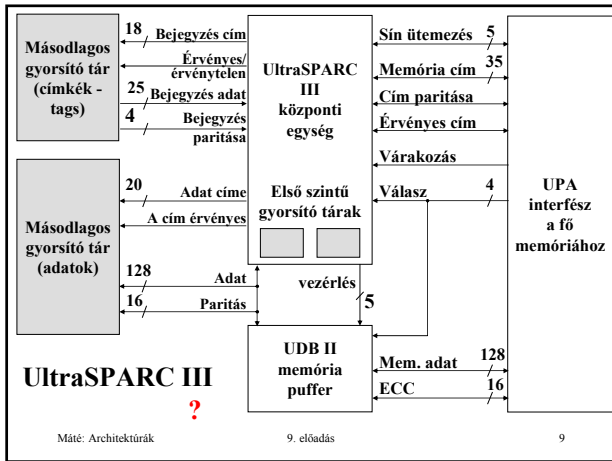 Másodlagos
gyorsító tár
(címkék -
tags)
18
Bejegyzés cím
Érvényes/
érvénytelen
25
Bejegyzés adat
4
Bejegyzés
paritása
Másodlagos
gyorsító tár
(adatok)
20
Adat címe
A cím érvényes
128
Adat
16
Paritás
UltraSPARC
III
központi
egység
Első szintű
gyorsító tárak
vezérlés
5
UDB II
memória
puffer
Sín ütemezés
5
Memória cím
35
Cím paritása
Érvényes cím
Várakozás
Válasz
4
UPA
interfész
a fő
memóriához
Mem. adat
128
ECC
16
UltraSPARC III
?
Máté: Architektúrák
9. előadás
9